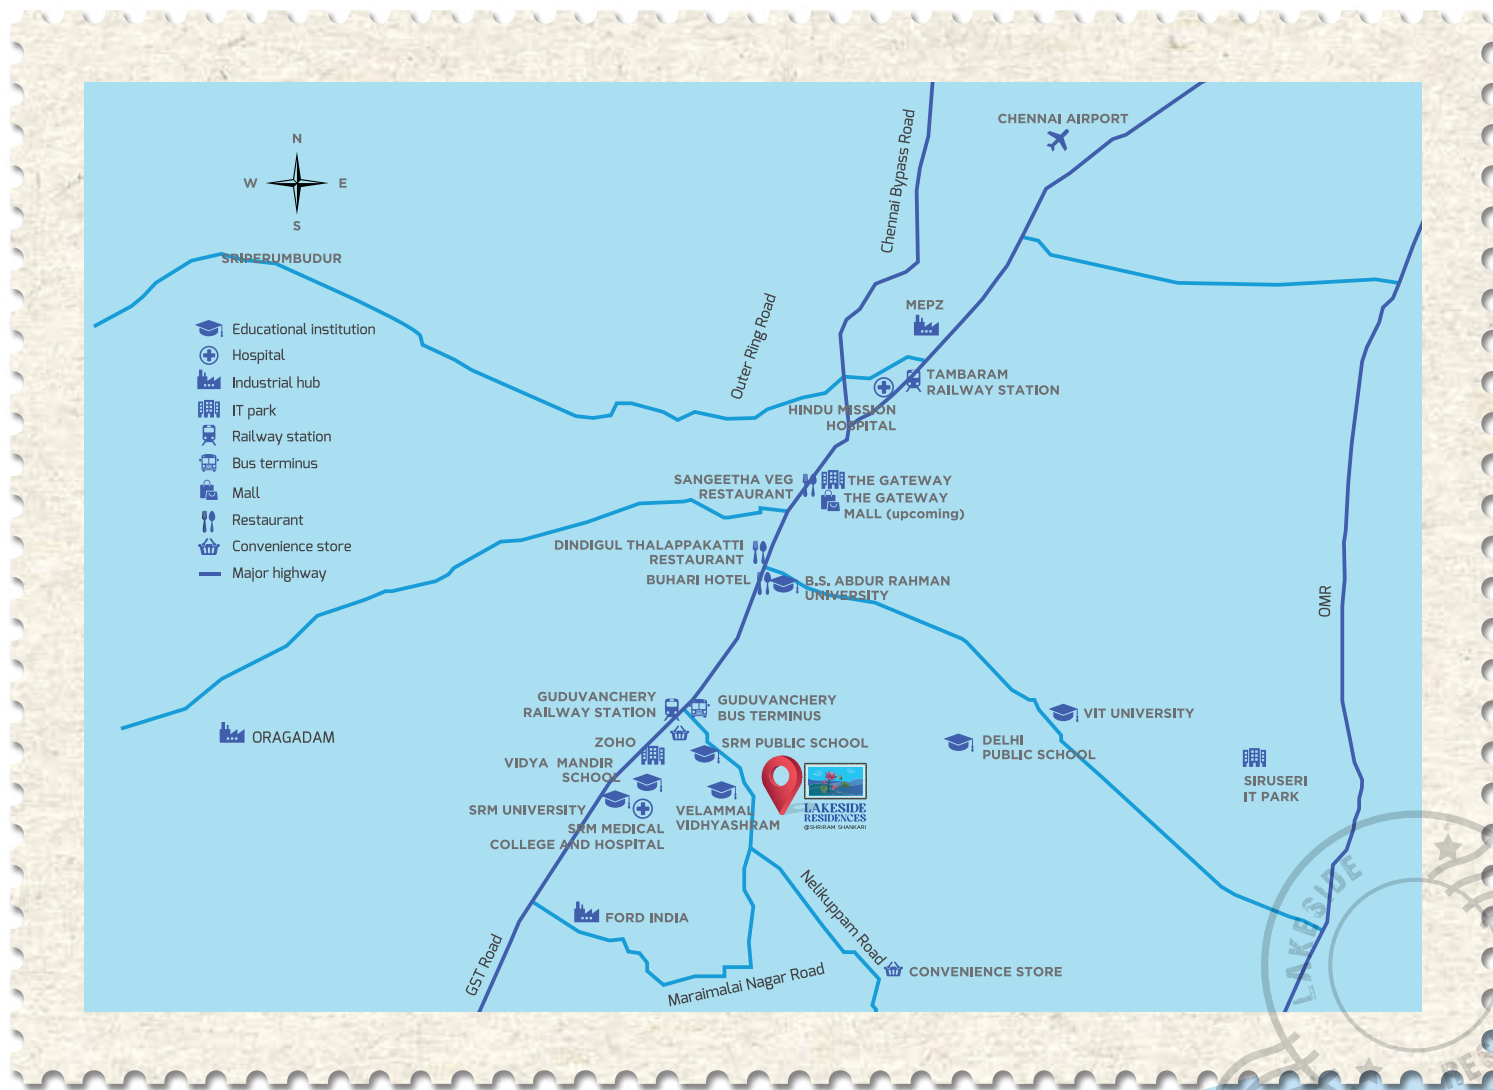 CHENNAI AIRPORT
Chennai Bypass Road
N
W
E
S
SRIPERUMBUDUR
Educational institution
Hospital
Industrial hub
IT park
Railway station
Bus terminus
Mall
Restaurant
Convenience store
Major highway
Outer Ring Road
MEPZ
TAMBARAM
RAILWAY STATION
HINDU MISSION
HOSPITAL
SANGEETHA VEG
RESTAURANT
THE GATEWAY
THE GATEWAY
MALL (upcoming)
DINDIGUL THALAPPAKATTI
RESTAURANT
BUHARI HOTEL
B.S. ABDUR RAHMAN
UNIVERSITY
OMR
GUDUVANCHERY
RAILWAY STATION
GUDUVANCHERY
BUS TERMINUS
VIT UNIVERSITY
ORAGADAM
ZOHO
SRM PUBLIC SCHOOL
DELHI
PUBLIC SCHOOL
VIDYA MANDIR
SCHOOL
SIRUSERI
IT PARK
SRM UNIVERSITY
VELAMMAL
VIDHYASHRAM
LAKESIDE
RESIDENCES
@SHRIRAM SHANKARI
SRM MEDICAL
COLLEGE AND HOSPITAL
Nelikuppam Road
FORD INDIA
GST Road
Maraimalai Nagar Road
CONVENIENCE STORE
LAKESIDE
RES